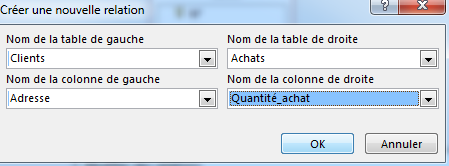 Créer une nouvelle relation
Nom de la table de gauche Nom de la table de droite
Clients Achats
Nom de la colonne de gauche Nom de la colonne de droite
Adresse Quantité_achat
OK Annuler